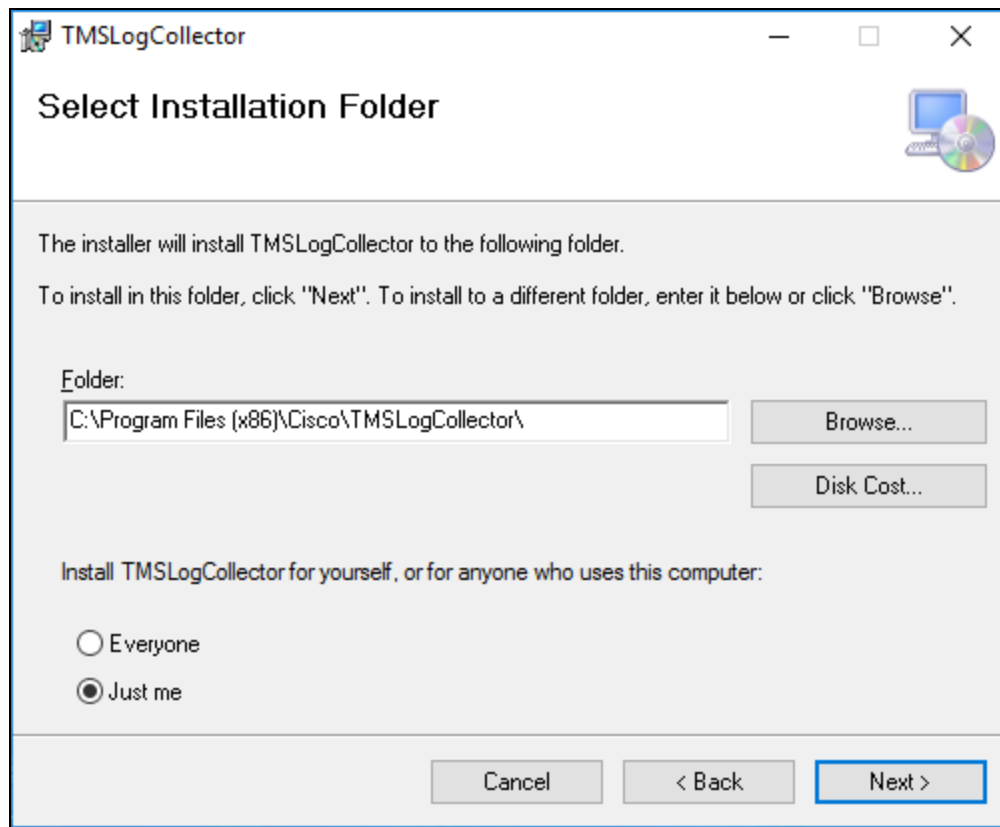 TMSLogCollector
Select Installation Folder
The installer will install TMSLogCollector to the following folder.
To install in this folder, click "Next". To install to a different folder, enter it below or click "Browse".
Folder:
C:\Program Files (x86)\Cisco\TMSLogCollector\
Browse...
Disk Cost...
Install TMSLogCollector for yourself, or for anyone who uses this computer:
Everyone
Just me
Cancel
< Back
Next >